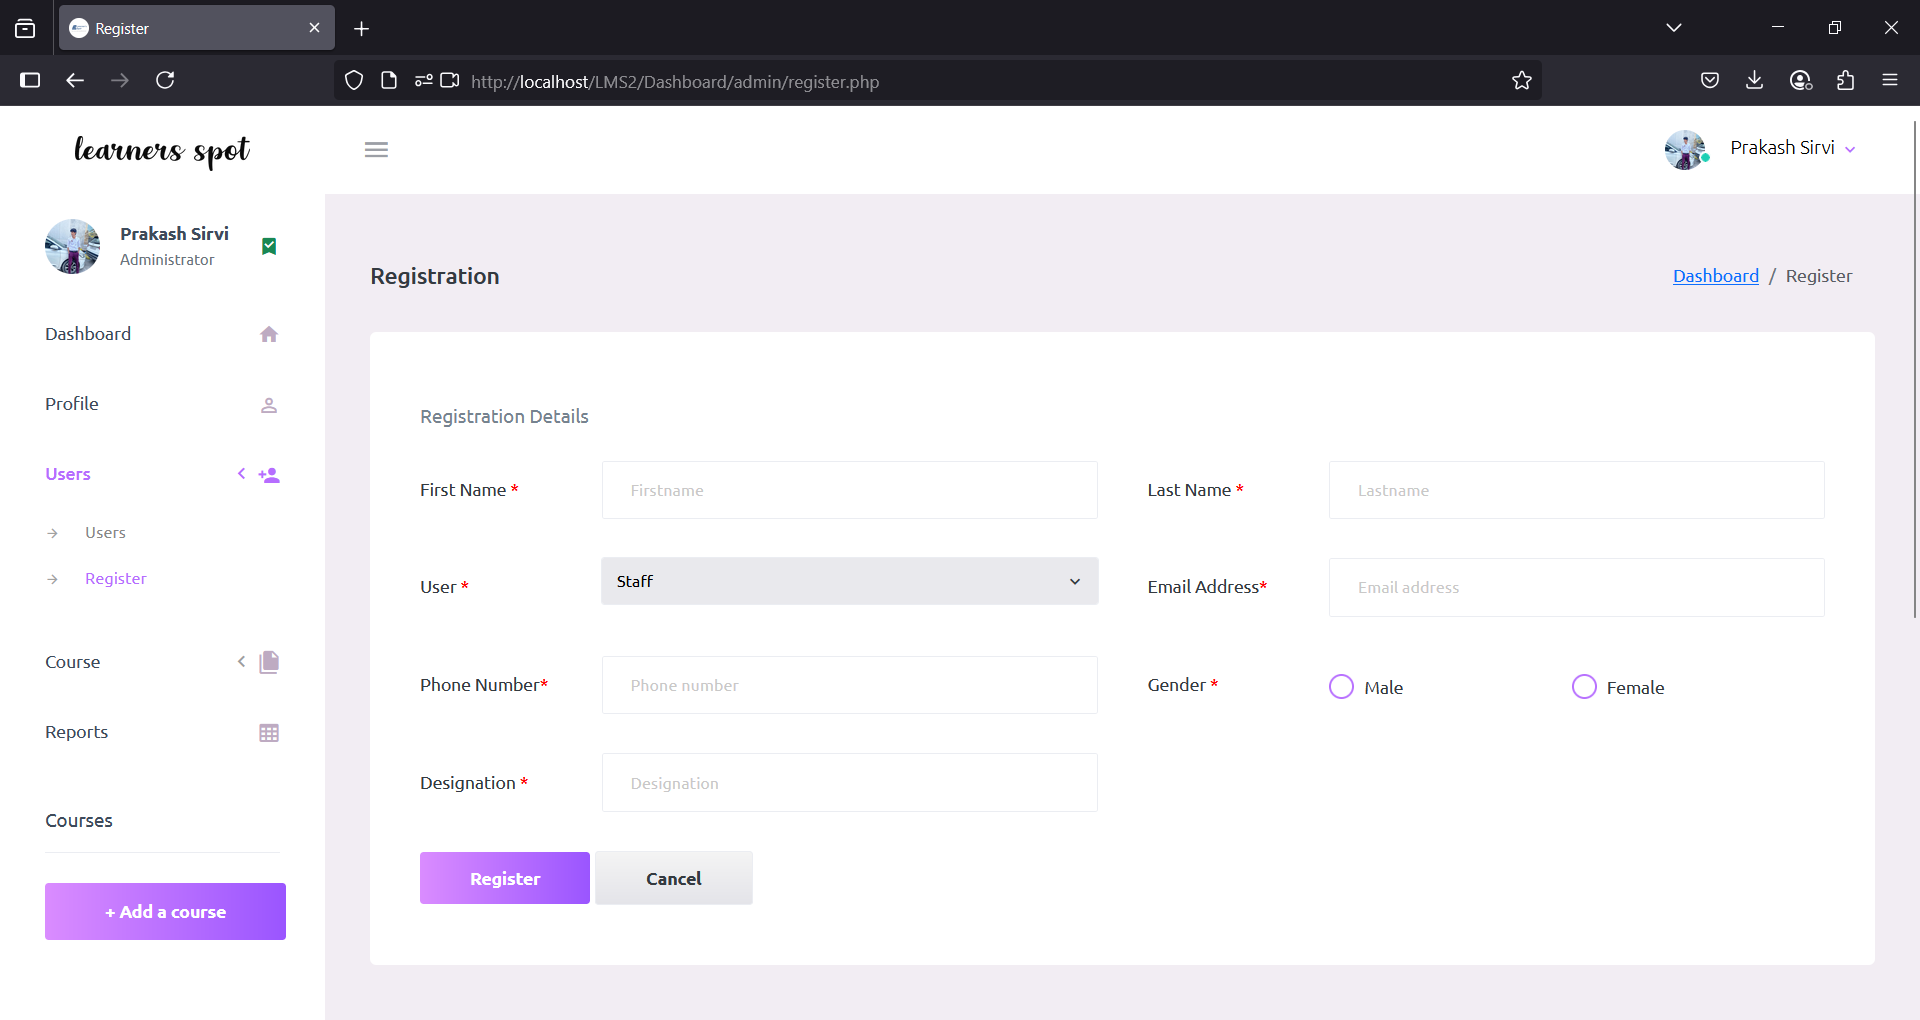 Register
http://localhost/LMS2/Dashboard/admin/register.php
learners spot
Prakash Sirvi
Prakash Sirvi
Administrator
Dashboard
Profile
Users
Users
Register
Course
Reports
Courses
+ Add a course
Registration
Dashboard / Register
Registration Details
First Name * Firstname
Last Name * Lastname
User * Staff
Email Address* Email address
Phone Number* Phone number
Gender * Male Female
Designation * Designation
Register Cancel